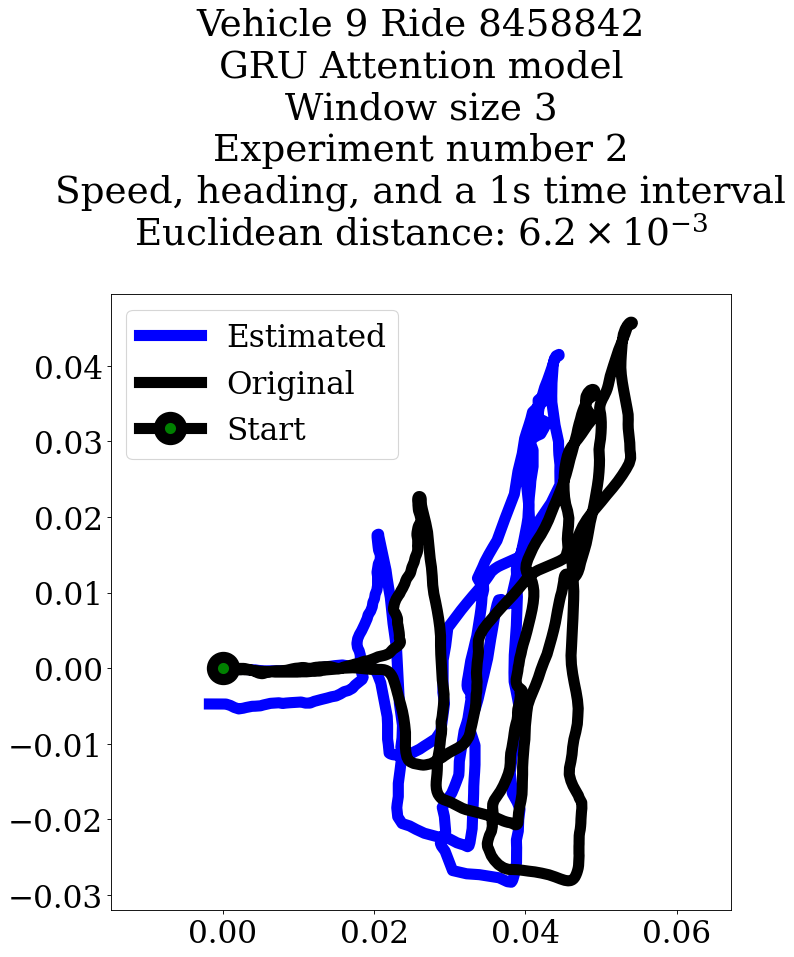 Vehicle 9 Ride 8458842
GRU Attention model
Window size 3
Experiment number 2
Speed, heading, and a 1s time interval
Euclidean distance: 6.2 × 10⁻³
Estimated
Original
Start
0.04
0.03
0.02
0.01
0.00
−0.01
−0.02
−0.03
0.00 0.02 0.04 0.06